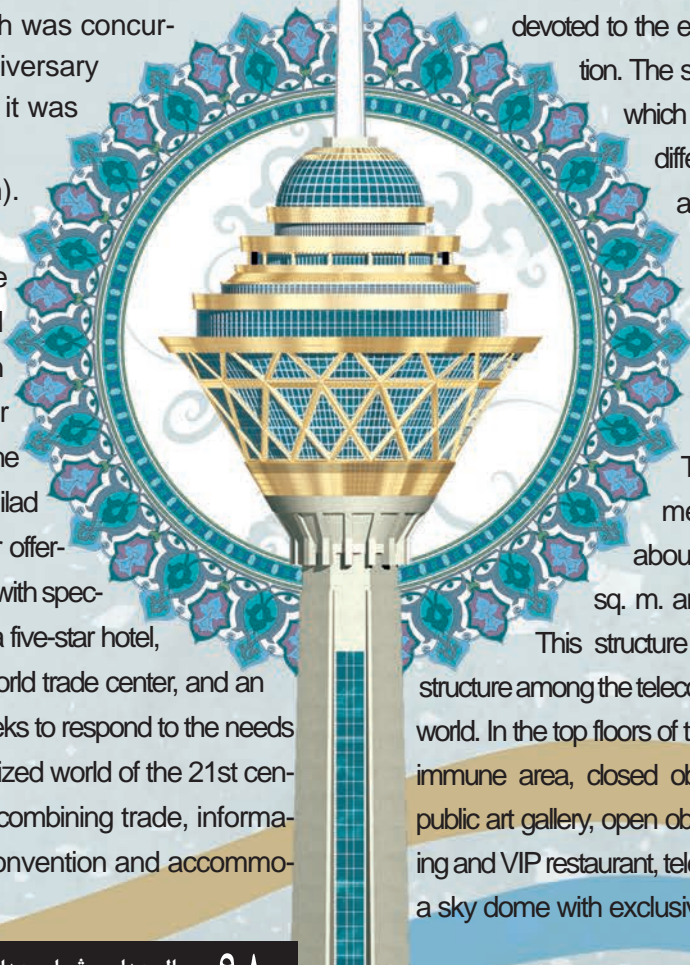 h was concur-
iversary
it was
).
ilad
r offer-
with spec-
a five-star hotel,
orld trade center, and an
eks to respond to the needs
ized world of the 21st cen-
combining trade, informa-
onvention and accommo-
devoted to the e
tion. The s
which
diffe
a
T
me
abou
sq. m. ar
This structure
structure among the teleco
world. In the top floors of t
immune area, closed ob
public art gallery, open ob
ing and VIP restaurant, tele
a sky dome with exclusiv